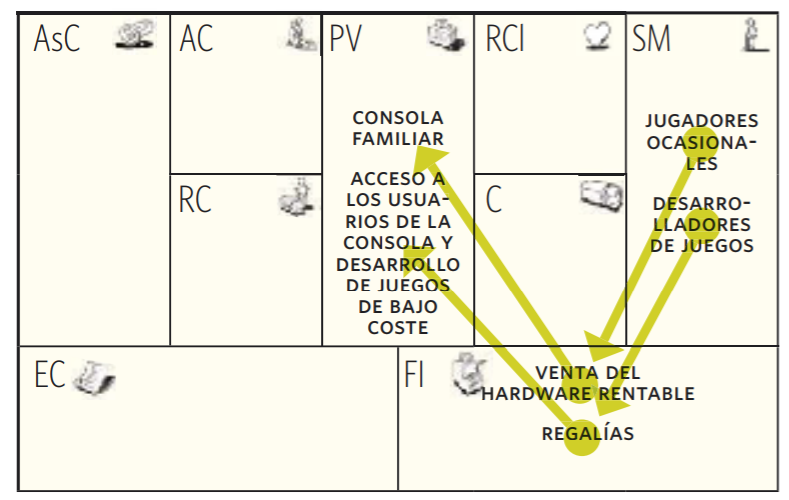 AsC
AC
PV
RCl
SM
CONSOLA
FAMILIAR
ACCESO A
LOS USUA-
RIOS DE LA
CONSOLA Y
DESARROLLO
DE JUEGOS
DE BAJO
COSTE
JUGADORES
OCASIONA-
LES
DESARRO-
LLADORES
DE JUEGOS
RC
C
EC
FI
VENTA DEL
HARDWARE RENTABLE
REGALÍAS